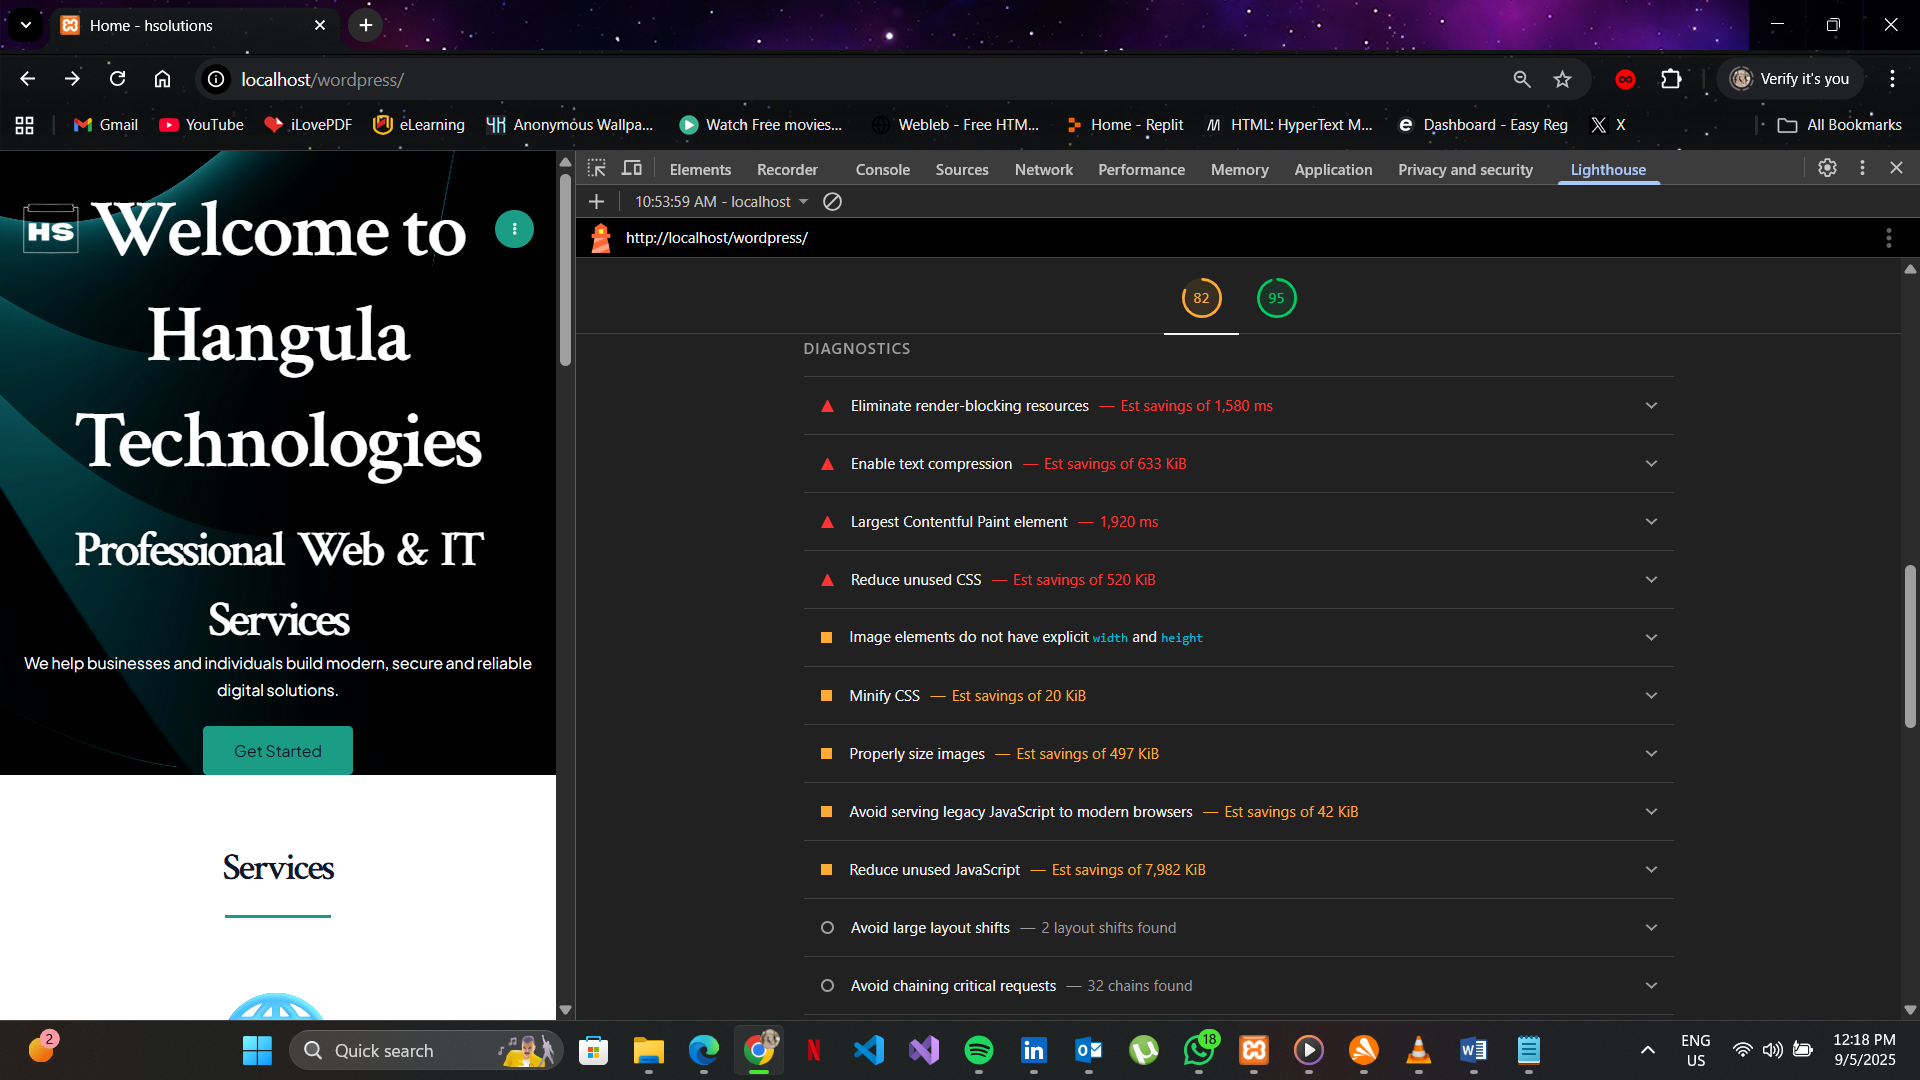 Home - hsolutions
localhost/wordpress/
Verify it's you
Gmail
YouTube
iLovePDF
eLearning
Anonymous Wallpa...
Watch Free movies...
Webleb - Free HTM...
Home - Replit
HTML: HyperText M...
Dashboard - Easy Reg
X
All Bookmarks
Elements
Recorder
Console
Sources
Network
Performance
Memory
Application
Privacy and security
Lighthouse
10:53:59 AM - localhost
http://localhost/wordpress/
82
95
HS
Welcome to
Hangula
Technologies
Professional Web & IT
Services
We help businesses and individuals build modern, secure and reliable
digital solutions.
Get Started
Services
DIAGNOSTICS
Eliminate render-blocking resources — Est savings of 1,580 ms
Enable text compression — Est savings of 633 KiB
Largest Contentful Paint element — 1,920 ms
Reduce unused CSS — Est savings of 520 KiB
Image elements do not have explicit width and height
Minify CSS — Est savings of 20 KiB
Properly size images — Est savings of 497 KiB
Avoid serving legacy JavaScript to modern browsers — Est savings of 42 KiB
Reduce unused JavaScript — Est savings of 7,982 KiB
Avoid large layout shifts — 2 layout shifts found
Avoid chaining critical requests — 32 chains found
2
Quick search
18
ENG
US
12:18 PM
9/5/2025